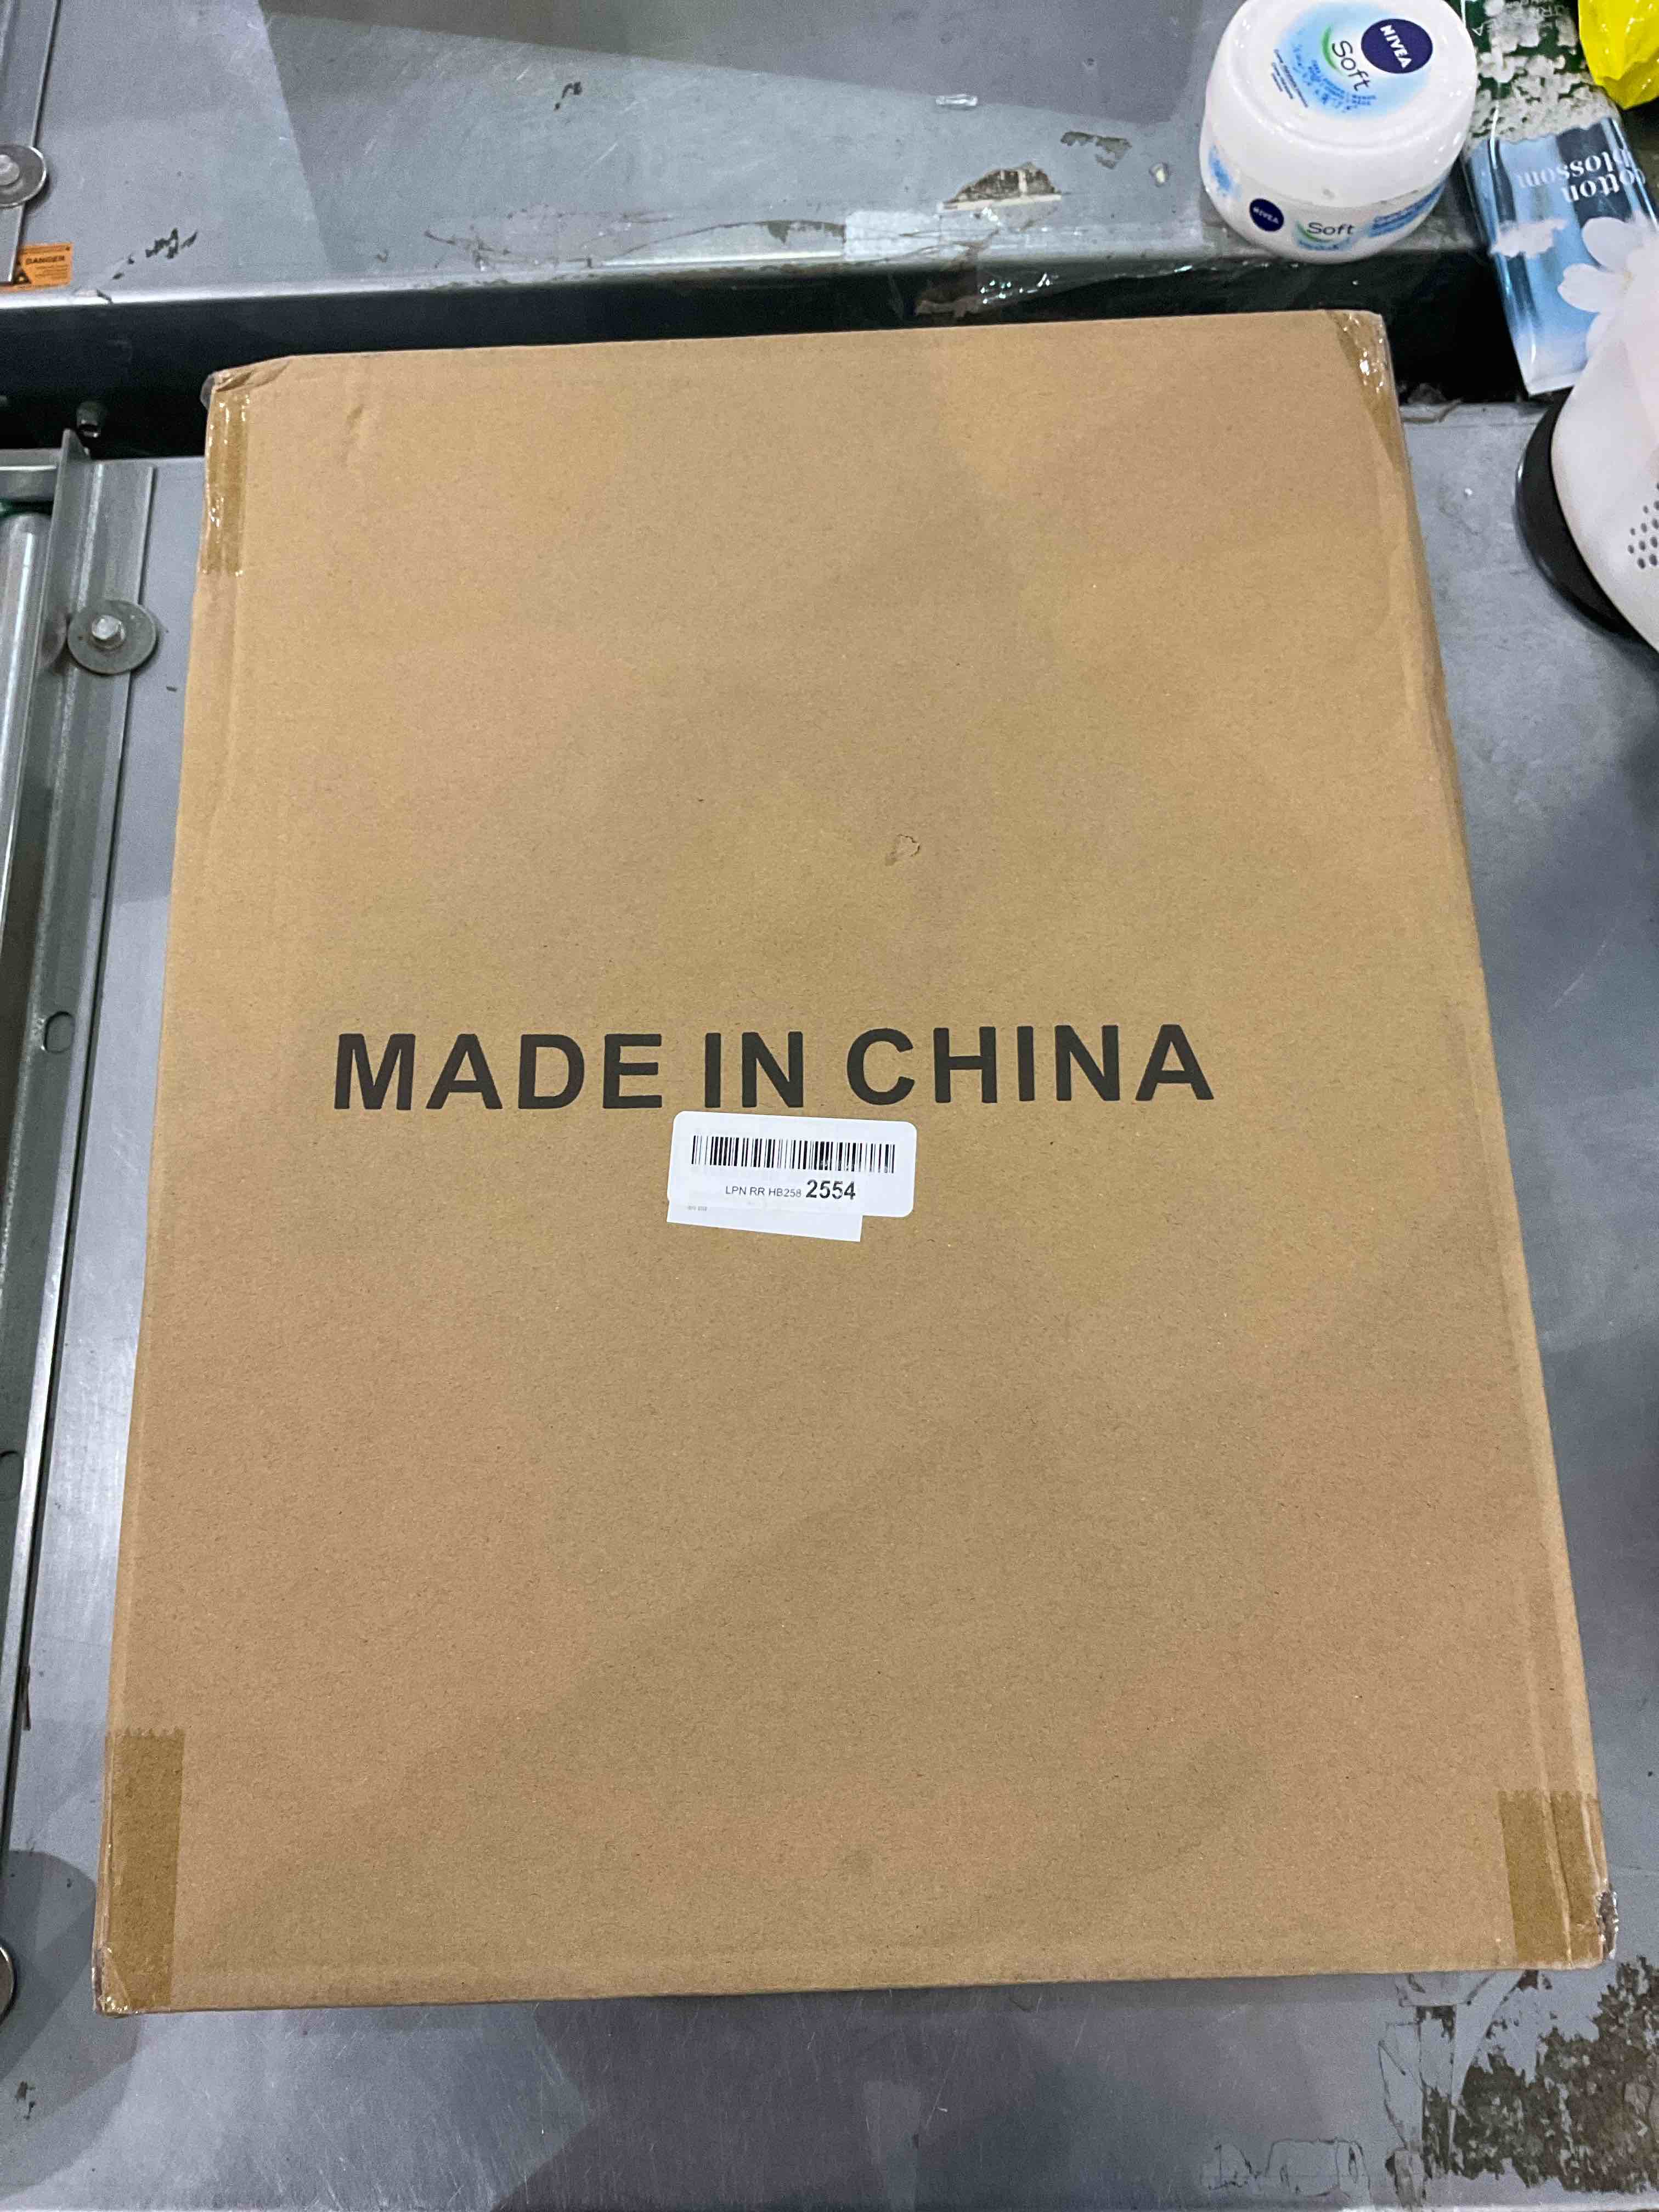 NIVEA
Soft
NIVEA
Soft
cotton
blossom
DANGER
MADE IN CHINA
LPN RR HB258 2554